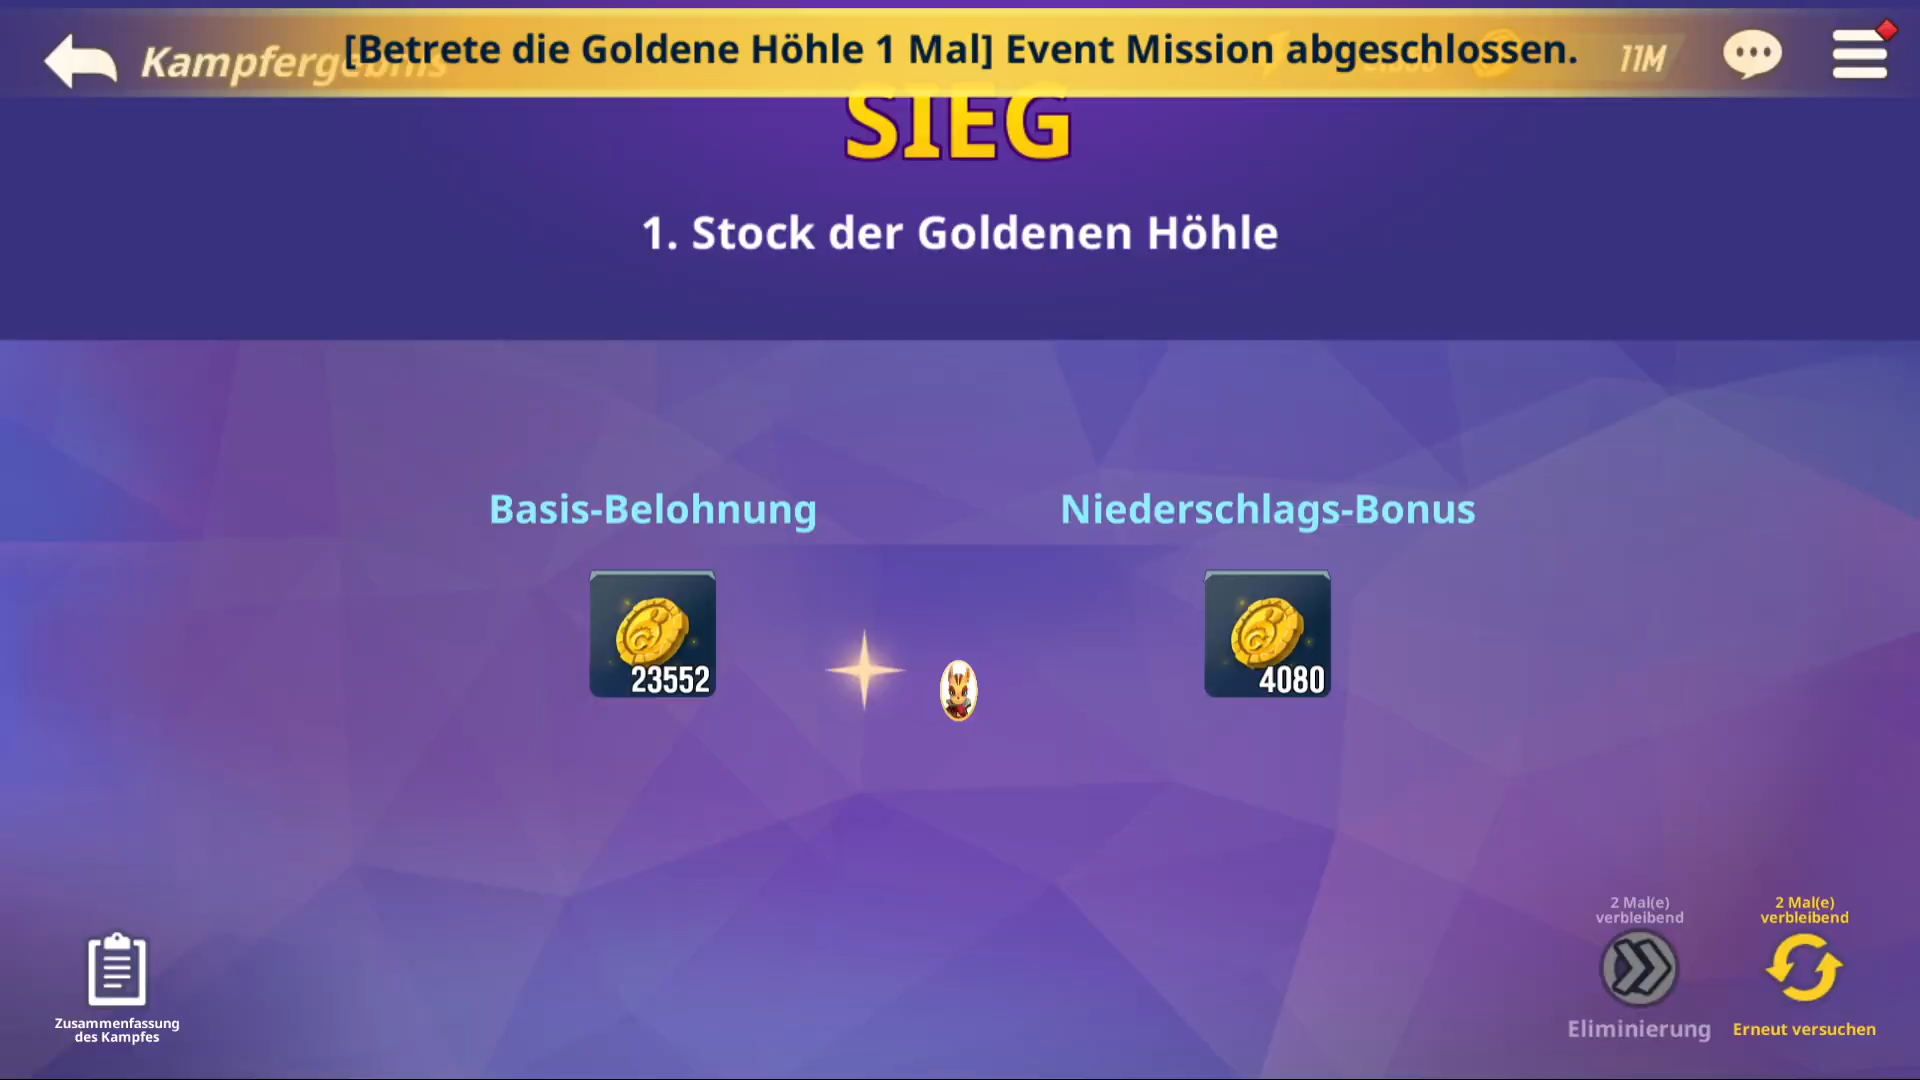 [Betrete die Goldene Höhle 1 Mal] Event Mission abgeschlossen.
11M
SIEG
1. Stock der Goldenen Höhle
Basis-Belohnung
Niederschlags-Bonus
23552
4080
2 Mal(e)
verbleibend
2 Mal(e)
verbleibend
Zusammenfassung
des Kampfes
Eliminierung
Erneut versuchen